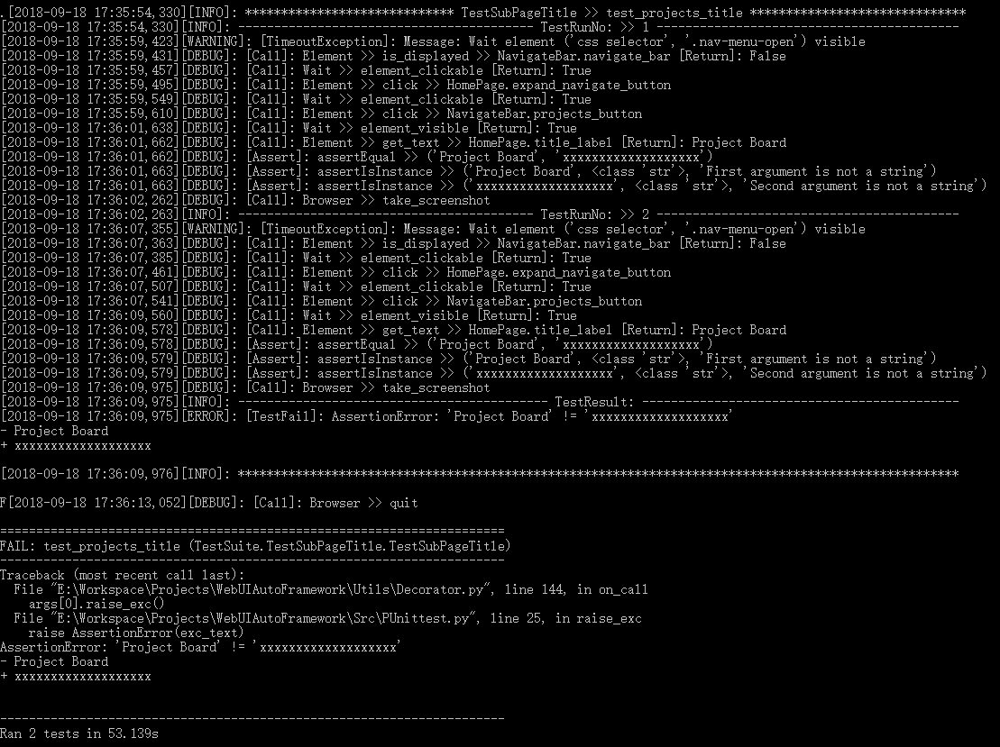 .[2018-09-18 17:35:54,330][INFO]: ***************************** TestSubPageTitle >> test_projects_title ******************************
[2018-09-18 17:35:54,330][INFO]: ----------------------------------------- TestRunNo: >> 1 ------------------------------------------
[2018-09-18 17:35:59,423][WARNING]: [TimeoutException]: Message: Wait element ('css selector', '.nav-menu-open') visible
[2018-09-18 17:35:59,431][DEBUG]: [Call]: Element >> is_displayed >> NavigateBar.navigate_bar [Return]: False
[2018-09-18 17:35:59,457][DEBUG]: [Call]: Wait >> element_clickable [Return]: True
[2018-09-18 17:35:59,495][DEBUG]: [Call]: Element >> click >> HomePage.expand_navigate_button
[2018-09-18 17:35:59,549][DEBUG]: [Call]: Wait >> element_clickable [Return]: True
[2018-09-18 17:35:59,610][DEBUG]: [Call]: Element >> click >> NavigateBar.projects_button
[2018-09-18 17:36:01,638][DEBUG]: [Call]: Wait >> element_visible [Return]: True
[2018-09-18 17:36:01,662][DEBUG]: [Call]: Element >> get_text >> HomePage.title_label [Return]: Project Board
[2018-09-18 17:36:01,662][DEBUG]: [Assert]: assertEqual >> ('Project Board', 'xxxxxxxxxxxxxxxxxxx')
[2018-09-18 17:36:01,663][DEBUG]: [Assert]: assertIsInstance >> ('Project Board', <class 'str'>, 'First argument is not a string')
[2018-09-18 17:36:01,663][DEBUG]: [Assert]: assertIsInstance >> ('xxxxxxxxxxxxxxxxxxx', <class 'str'>, 'Second argument is not a string')
[2018-09-18 17:36:02,262][DEBUG]: [Call]: Browser >> take_screenshot
[2018-09-18 17:36:02,263][INFO]: ----------------------------------------- TestRunNo: >> 2 ------------------------------------------
[2018-09-18 17:36:07,355][WARNING]: [TimeoutException]: Message: Wait element ('css selector', '.nav-menu-open') visible
[2018-09-18 17:36:07,363][DEBUG]: [Call]: Element >> is_displayed >> NavigateBar.navigate_bar [Return]: False
[2018-09-18 17:36:07,385][DEBUG]: [Call]: Wait >> element_clickable [Return]: True
[2018-09-18 17:36:07,461][DEBUG]: [Call]: Element >> click >> HomePage.expand_navigate_button
[2018-09-18 17:36:07,507][DEBUG]: [Call]: Wait >> element_clickable [Return]: True
[2018-09-18 17:36:07,541][DEBUG]: [Call]: Element >> click >> NavigateBar.projects_button
[2018-09-18 17:36:09,560][DEBUG]: [Call]: Wait >> element_visible [Return]: True
[2018-09-18 17:36:09,578][DEBUG]: [Call]: Element >> get_text >> HomePage.title_label [Return]: Project Board
[2018-09-18 17:36:09,578][DEBUG]: [Assert]: assertEqual >> ('Project Board', 'xxxxxxxxxxxxxxxxxxx')
[2018-09-18 17:36:09,579][DEBUG]: [Assert]: assertIsInstance >> ('Project Board', <class 'str'>, 'First argument is not a string')
[2018-09-18 17:36:09,579][DEBUG]: [Assert]: assertIsInstance >> ('xxxxxxxxxxxxxxxxxxx', <class 'str'>, 'Second argument is not a string')
[2018-09-18 17:36:09,975][DEBUG]: [Call]: Browser >> take_screenshot
[2018-09-18 17:36:09,975][INFO]: ------------------------------------------- TestResult: --------------------------------------------
[2018-09-18 17:36:09,975][ERROR]: [TestFail]: AssertionError: 'Project Board' != 'xxxxxxxxxxxxxxxxxxx'
- Project Board
+ xxxxxxxxxxxxxxxxxxx
[2018-09-18 17:36:09,976][INFO]: ****************************************************************************************************
F[2018-09-18 17:36:13,052][DEBUG]: [Call]: Browser >> quit
======================================================================
FAIL: test_projects_title (TestSuite.TestSubPageTitle.TestSubPageTitle)
----------------------------------------------------------------------
Traceback (most recent call last):
  File "E:\Workspace\Projects\WebUIAutoFramework\Utils\Decorator.py", line 144, in on_call
    args[0].raise_exc()
  File "E:\Workspace\Projects\WebUIAutoFramework\Src\PUnittest.py", line 25, in raise_exc
    raise AssertionError(exc_text)
AssertionError: 'Project Board' != 'xxxxxxxxxxxxxxxxxxx'
- Project Board
+ xxxxxxxxxxxxxxxxxxx
----------------------------------------------------------------------
Ran 2 tests in 53.139s